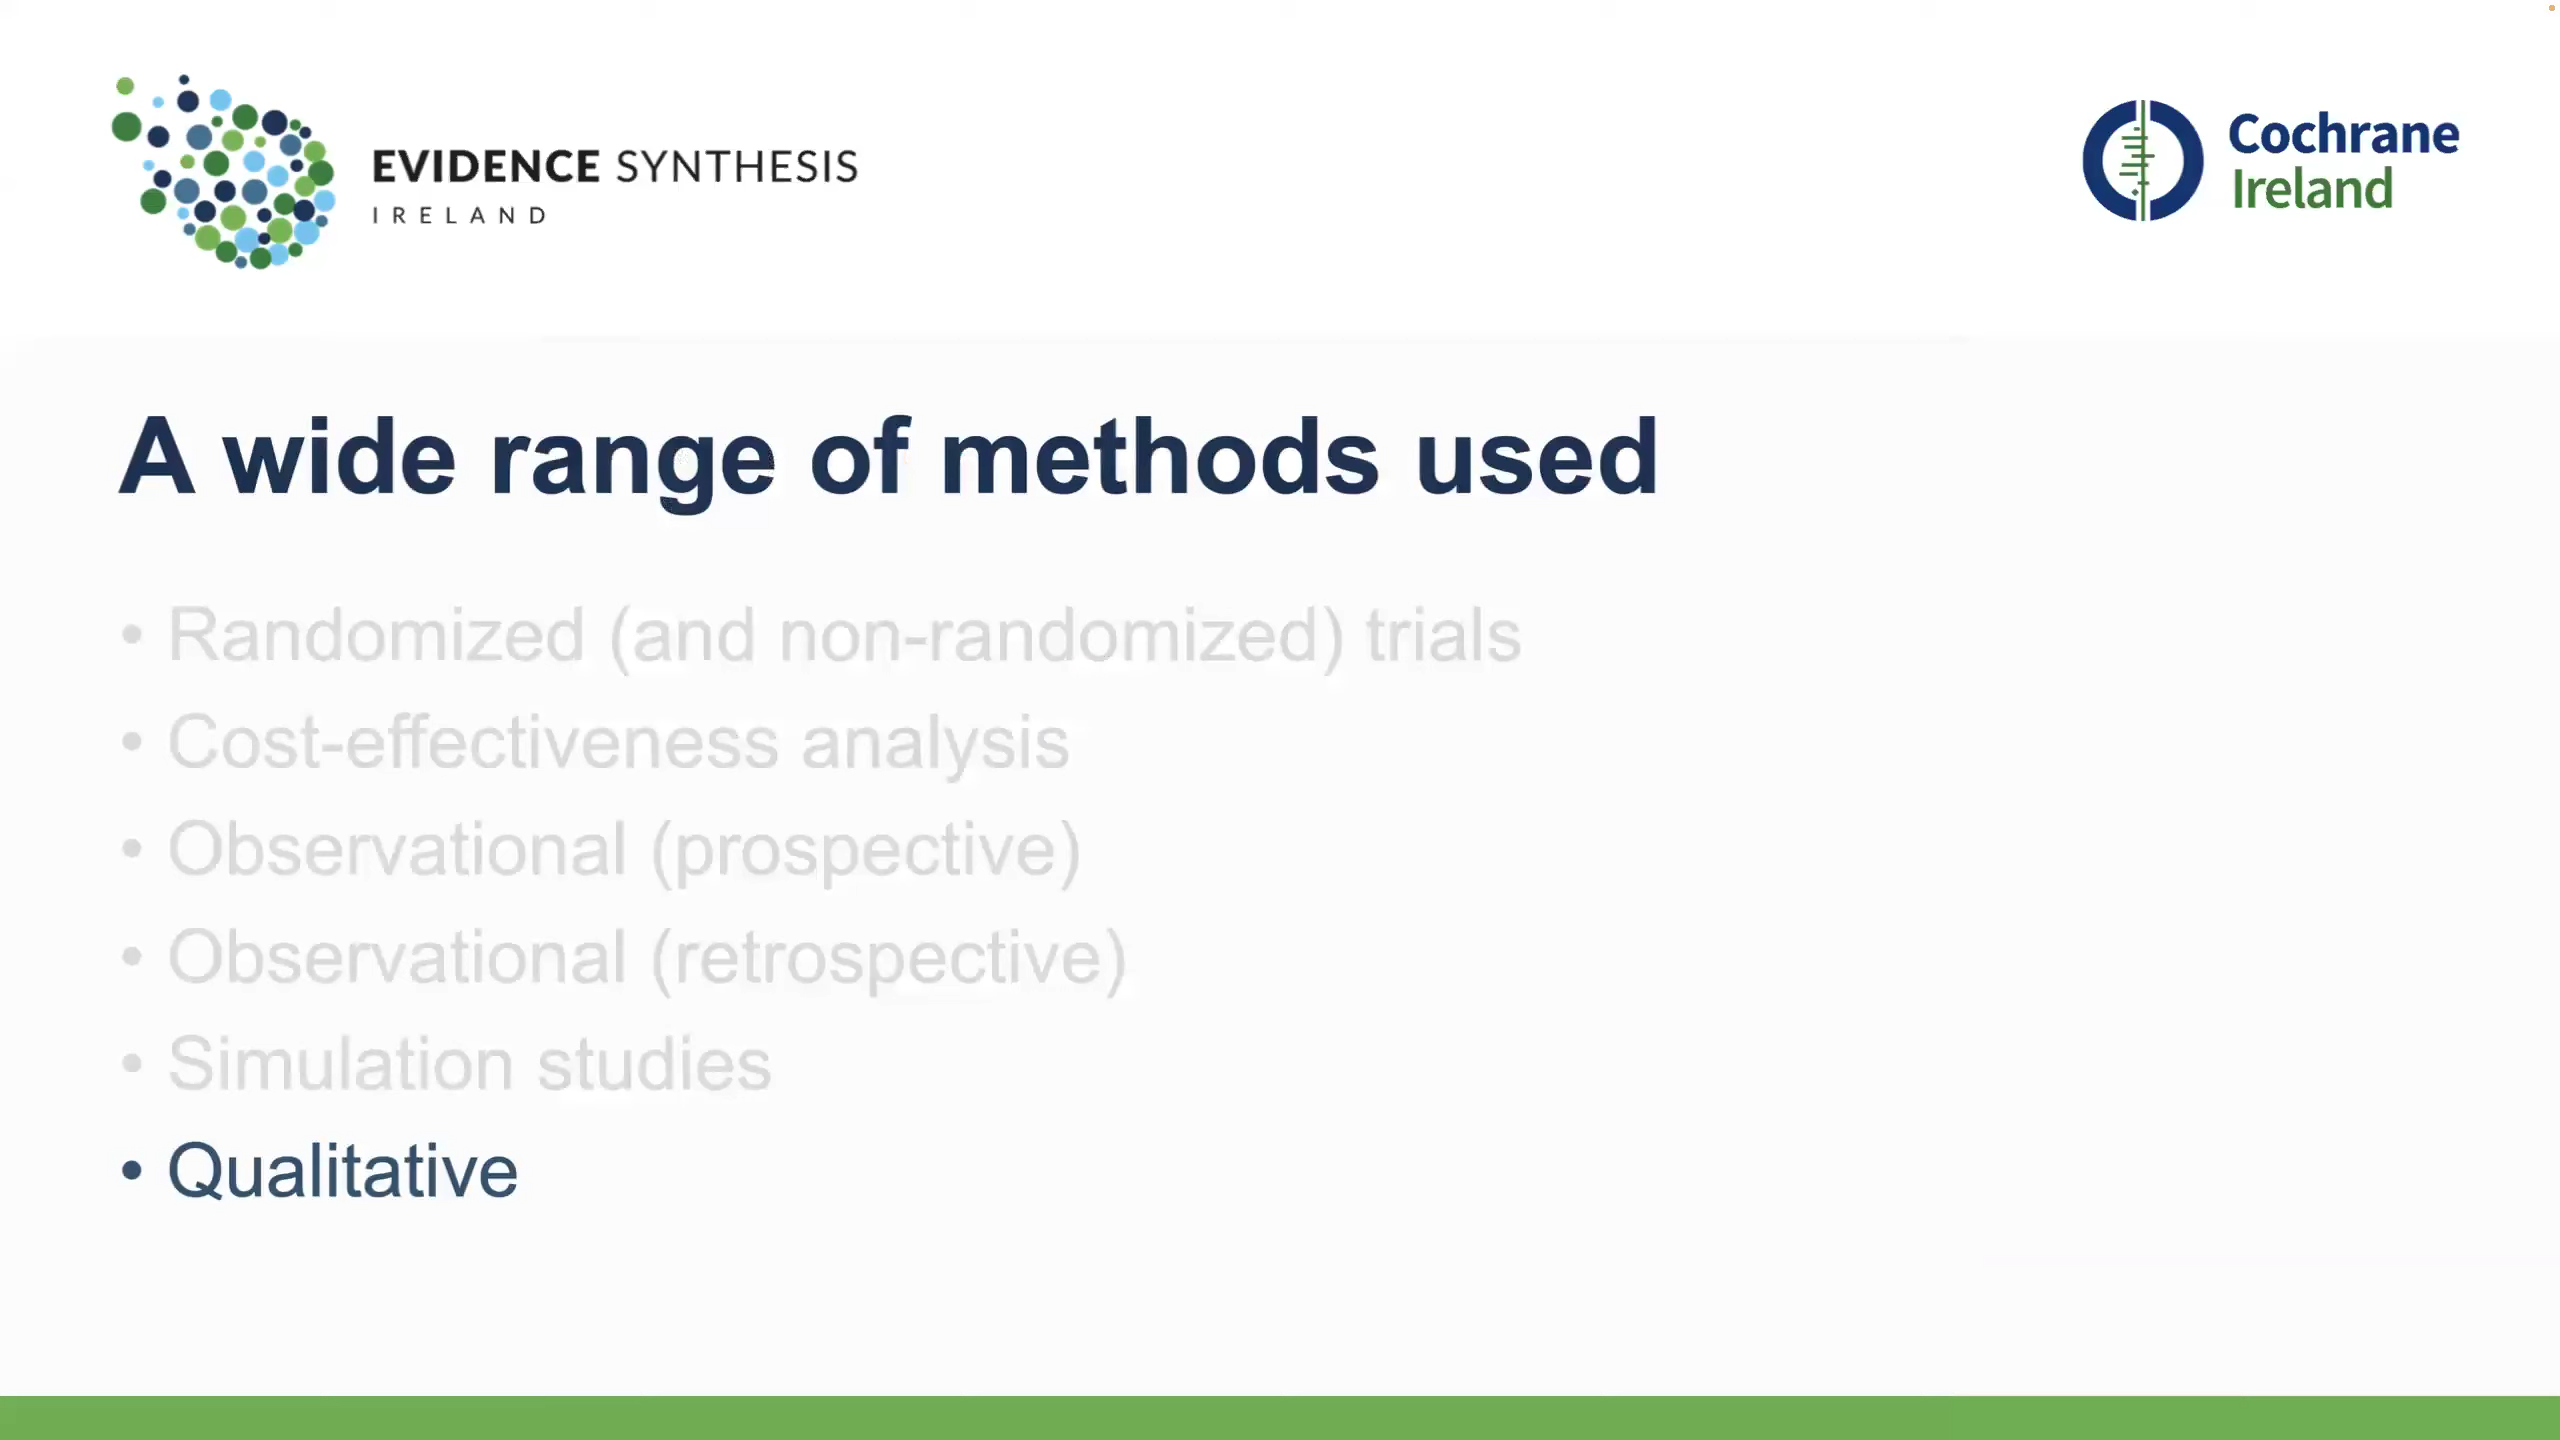 EVIDENCE SYNTHESIS
IRELAND
Cochrane
Ireland
A wide range of methods used
• Randomized (and non-randomized) trials
• Cost-effectiveness analysis
• Observational (prospective)
• Observational (retrospective)
• Simulation studies
• Qualitative